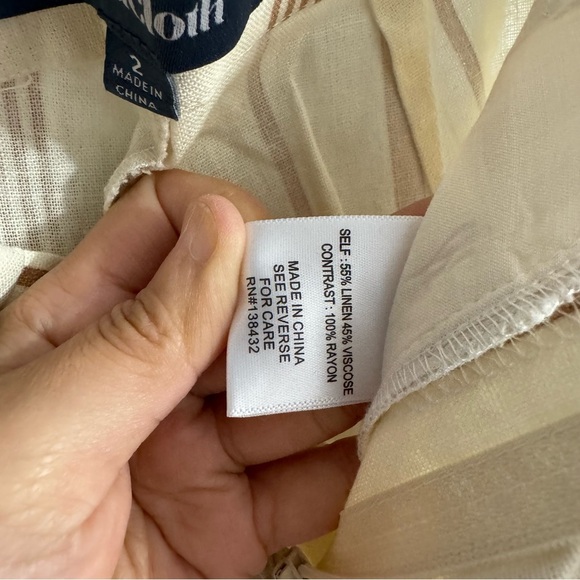 cloth
2
MADE IN
CHINA
SELF : 55% LINEN 45% VISCOSE
CONTRAST : 100% RAYON
MADE IN CHINA
SEE REVERSE
FOR CARE
RN#138432